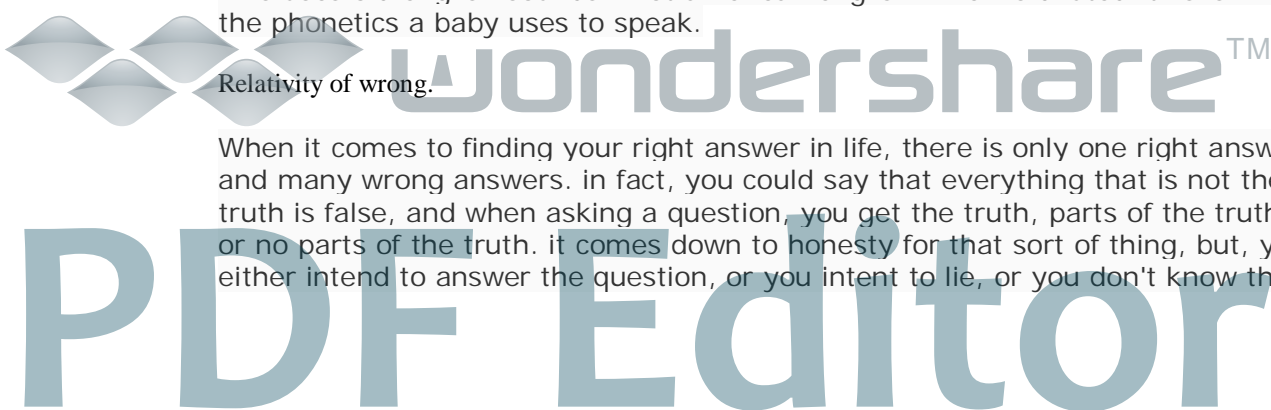 the phonetics a baby uses to speak.
wondershare™
Relativity of wrong.
When it comes to finding your right answer in life, there is only one right answ
and many wrong answers. in fact, you could say that everything that is not the
truth is false, and when asking a question, you get the truth, parts of the truth
or no parts of the truth. it comes down to honesty for that sort of thing, but, y
either intend to answer the question, or you intent to lie, or you don't know th
PDF Editor